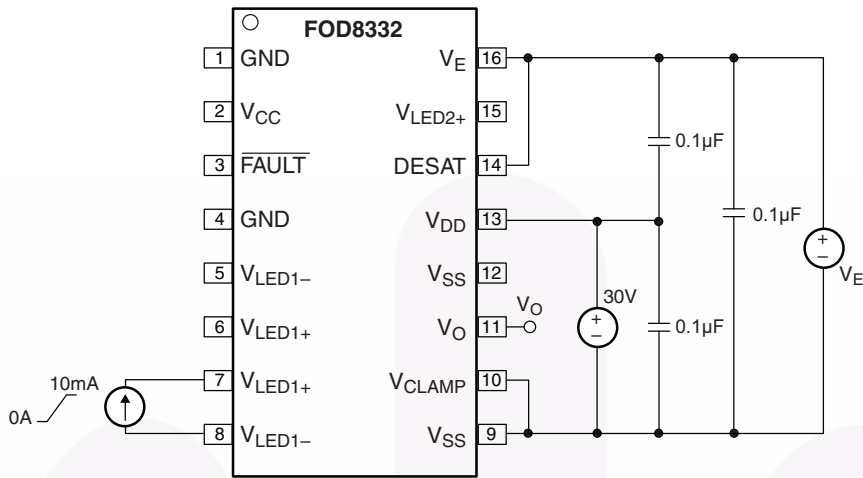 FOD8332
1 GND
2 VCC
3 FAULT
4 GND
5 VLED1–
6 VLED1+
7 VLED1+
8 VLED1–
VE 16
VLED2+ 15
DESAT 14
VDD 13
VSS 12
VO 11
VCLAMP 10
VSS 9
10mA
0A
VO
30V
+
–
0.1µF
0.1µF
0.1µF
+
–
VE